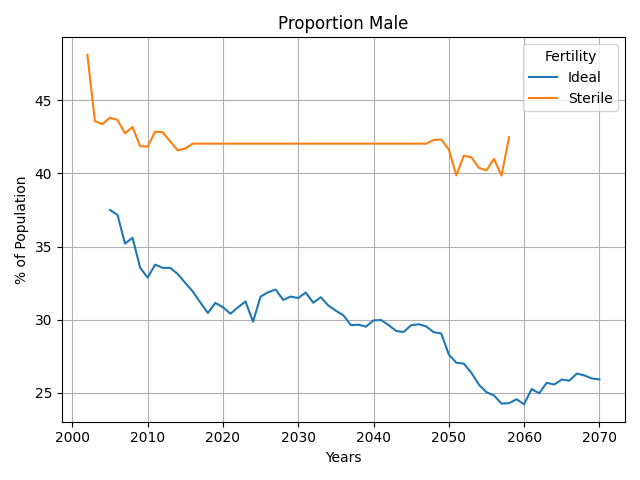 Proportion Male
Fertility
Ideal
Sterile
% of Population
45
40
35
30
25
2000 2010 2020 2030 2040 2050 2060 2070
Years